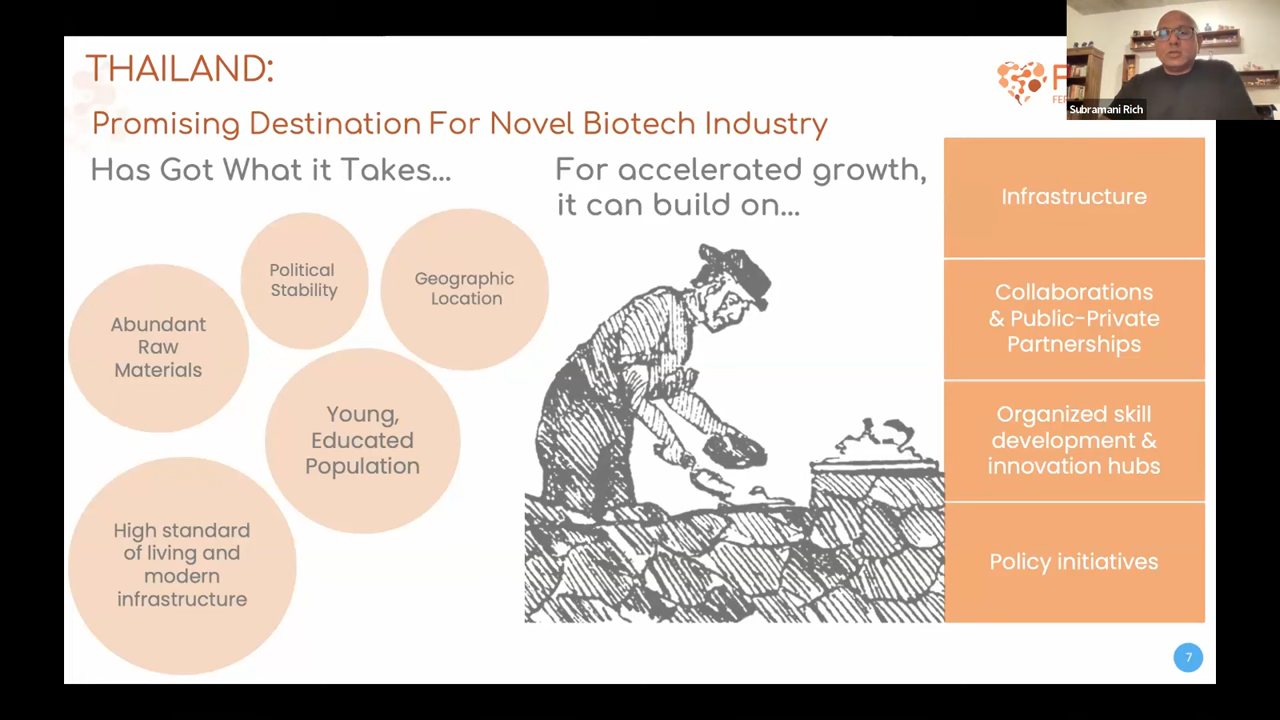 THAILAND:
Promising Destination For Novel Biotech Industry
Has Got What it Takes...
Abundant
Raw
Materials
Political
Stability
Geographic
Location
Young,
Educated
Population
High standard
of living and
modern
infrastructure
For accelerated growth,
it can build on...
Infrastructure
Collaborations
& Public-Private
Partnerships
Organized skill
development &
innovation hubs
Policy initiatives
7
Subramani Rich